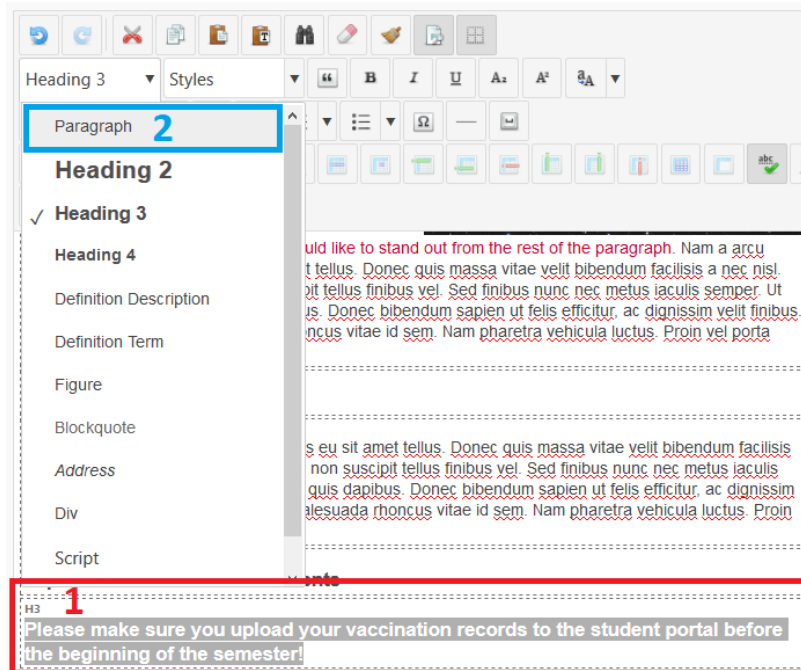 Heading 3 Styles
B I U A₂ A² ªA
Paragraph 2
Heading 2
Heading 3
Heading 4
Definition Description
Definition Term
Figure
Blockquote
Address
Div
Script
Ω
abc
uld like to stand out from the rest of the paragraph. Nam a arcu
t tellus. Donec quis massa vitae velit bibendum facilisis a nec nisl.
pit tellus finibus vel. Sed finibus nunc nec metus iaculis semper. Ut
us. Donec bibendum sapien ut felis efficitur, ac dignissim velit finibus.
oncus vitae id sem. Nam pharetra vehicula luctus. Proin vel porta
s eu sit amet tellus. Donec quis massa vitae velit bibendum facilisis
non suscipit tellus finibus vel. Sed finibus nunc nec metus iaculis
quis dapibus. Donec bibendum sapien ut felis efficitur, ac dignissim
alesuada rhoncus vitae id sem. Nam pharetra vehicula luctus. Proin
H3 1
Please make sure you upload your vaccination records to the student portal before
the beginning of the semester!